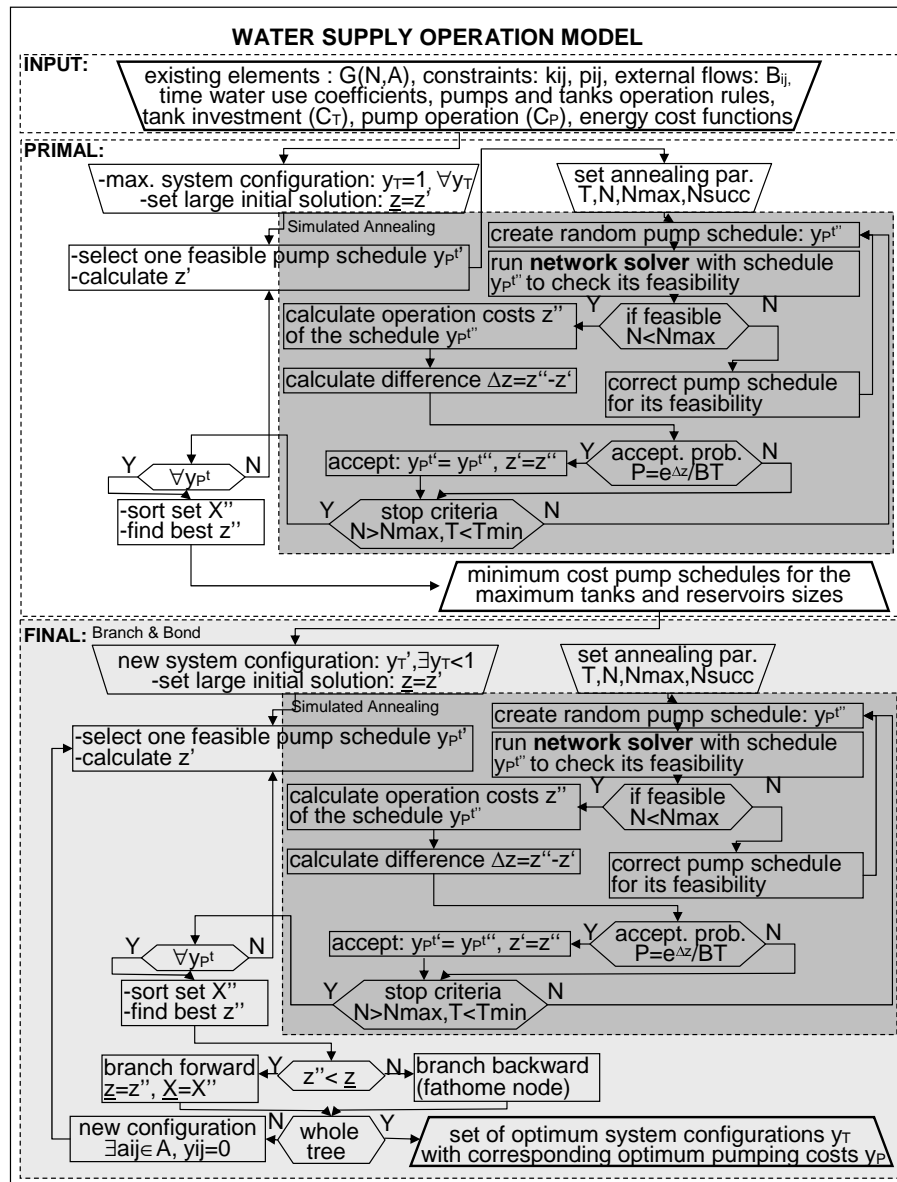 WATER SUPPLY OPERATION MODEL
INPUT:
existing elements : G(N,A), constraints: kij, pij, external flows: Bij,
time water use coefficients, pumps and tanks operation rules,
tank investment (CT), pump operation (CP), energy cost functions
PRIMAL:
-max. system configuration: yT=1, ∀yT
-set large initial solution: z=z'
set annealing par.
T,N,Nmax,Nsucc
Simulated Annealing
-select one feasible pump schedule yPt'
-calculate z'
create random pump schedule: yPt''
run network solver with schedule
yPt'' to check its feasibility
Y
N
calculate operation costs z''
of the schedule yPt''
if feasible
N<Nmax
calculate difference Δz=z''-z'
correct pump schedule
for its feasibility
Y
∀yPt
N
accept: yPt'= yPt'', z'=z''
Y
accept. prob.
P=eΔz/BT
N
-sort set X''
-find best z''
Y
stop criteria
N>Nmax,T<Tmin
N
minimum cost pump schedules for the
maximum tanks and reservoirs sizes
FINAL: Branch & Bond
new system configuration: yT',∃yT<1
-set large initial solution: z=z'
set annealing par.
T,N,Nmax,Nsucc
Simulated Annealing
-select one feasible pump schedule yPt'
-calculate z'
create random pump schedule: yPt''
run network solver with schedule
yPt'' to check its feasibility
Y
N
calculate operation costs z''
of the schedule yPt''
if feasible
N<Nmax
calculate difference Δz=z''-z'
correct pump schedule
for its feasibility
Y
∀yPt
N
accept: yPt'= yPt'', z'=z''
Y
accept. prob.
P=eΔz/BT
N
-sort set X''
-find best z''
Y
stop criteria
N>Nmax,T<Tmin
N
branch forward
z=z'', X=X''
Y
z''< z
N
branch backward
(fathome node)
new configuration
∃aij∈A, yij=0
N
whole
tree
Y
set of optimum system configurations yT
with corresponding optimum pumping costs yP